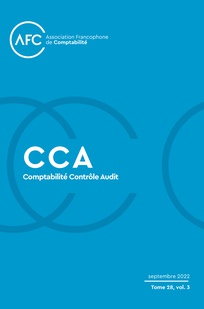 AFC
Association Francophone
de Comptabilité
CCA
Comptabilité Contrôle Audit
septembre 2022
Tome 28, vol. 3